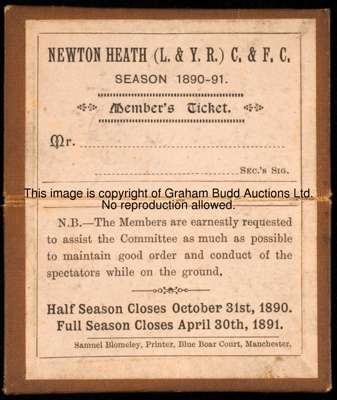 NEWTON HEATH (L. & Y. R.) C. & F. C.
SEASON 1890-91.
Member's Ticket.
Mr.
SEC.'S SIG.
This image is copyright of Graham Budd Auctions Ltd.
No reproduction allowed.
N.B.—The Members are earnestly requested
to assist the Committee as much as possible
to maintain good order and conduct of the
spectators while on the ground.
Half Season Closes October 31st, 1890.
Full Season Closes April 30th, 1891.
Samuel Blomeley, Printer, Blue Boar Court, Manchester,